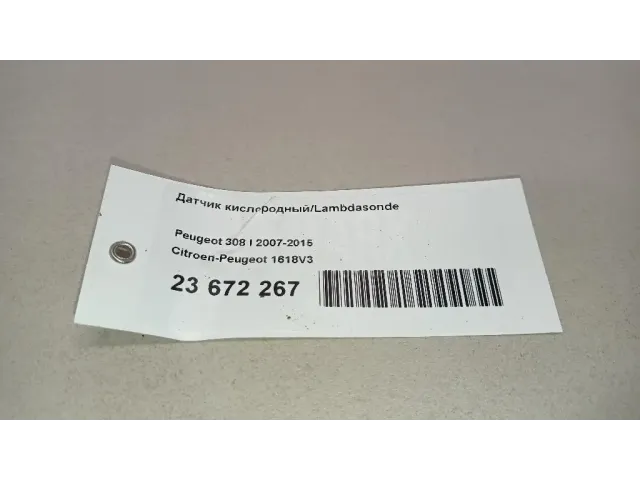 Датчик кислородный/Lambdasonde
Peugeot 308 I 2007-2015
Citroen-Peugeot 1618V3
23 672 267